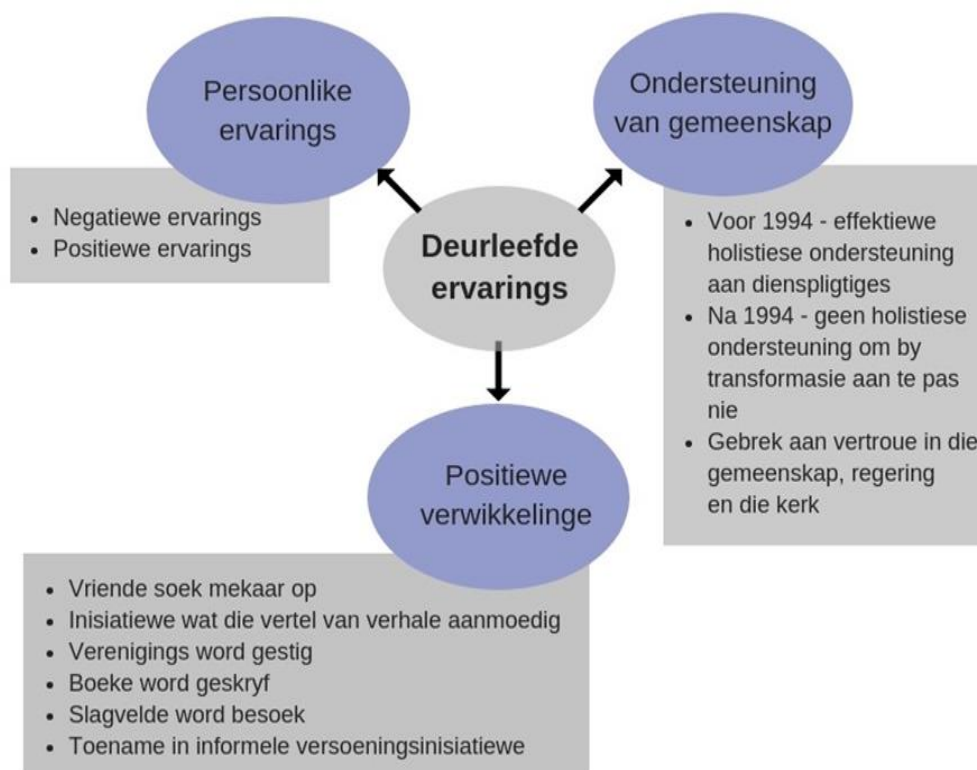 Persoonlike
ervarings
• Negatiewe ervarings
• Positiewe ervarings
Ondersteuning
van gemeenskap
• Voor 1994 - effektiewe
holistiese ondersteuning
aan dienspligtiges
• Na 1994 - geen holistiese
ondersteuning om by
transformasie aan te pas
nie
• Gebrek aan vertroue in die
gemeenskap, regering
en die kerk
Deurleefde
ervarings
Positiewe
verwikkelinge
• Vriende soek mekaar op
• Inisiatiewe wat die vertel van verhale aanmoedig
• Verenigings word gestig
• Boeke word geskryf
• Slagvelde word besoek
• Toename in informele versoeningsinisiatiewe